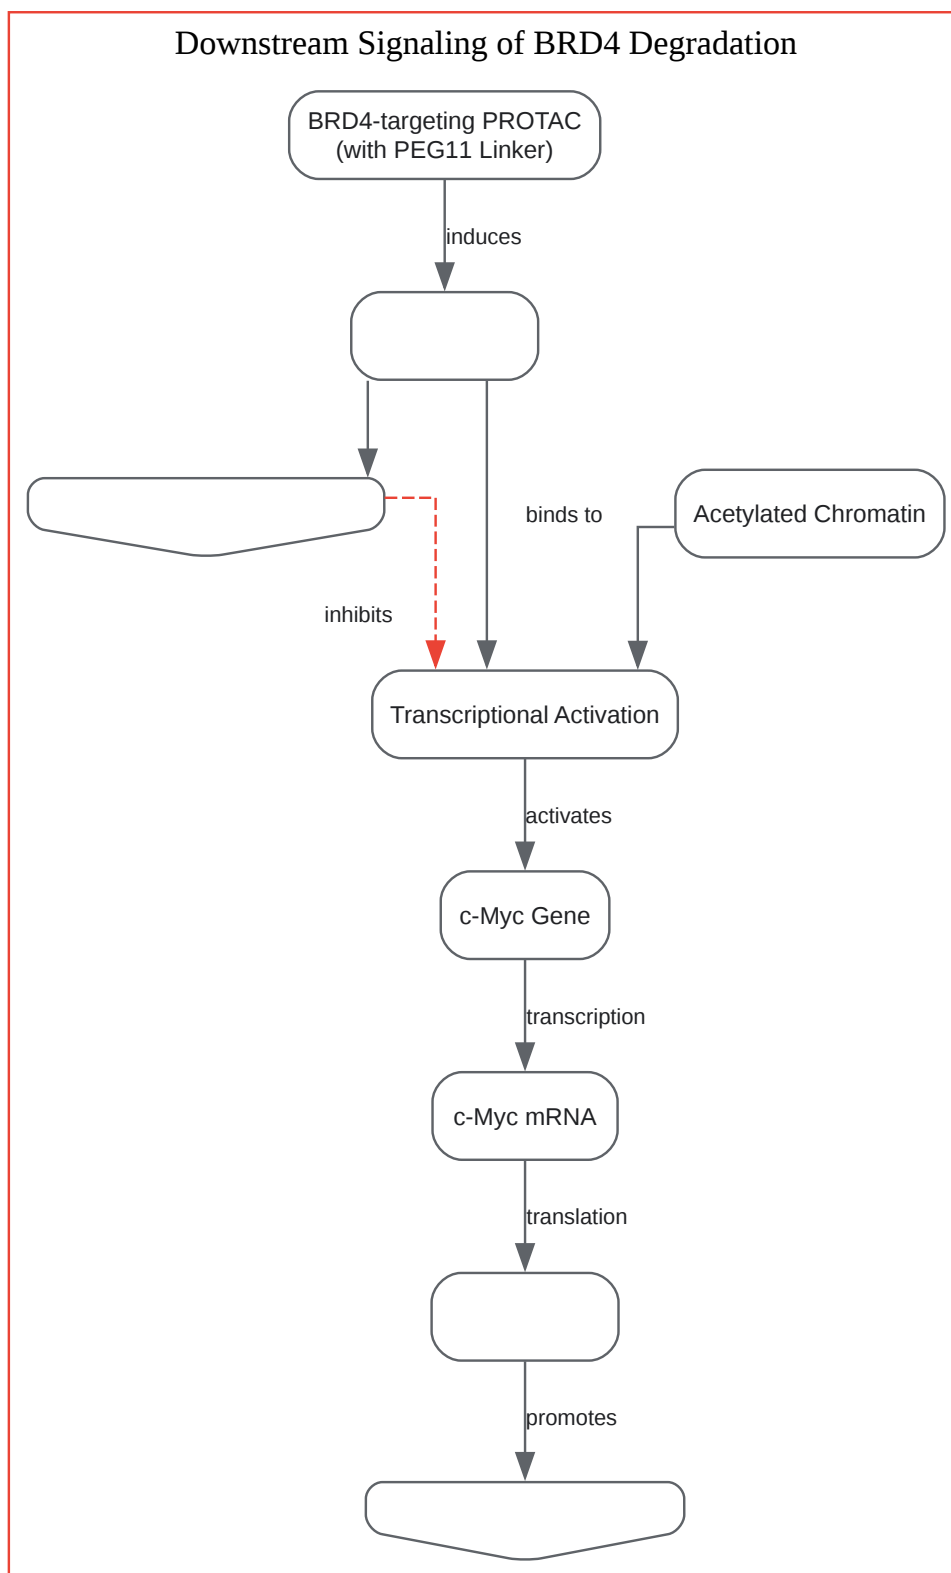 Downstream Signaling of BRD4 Degradation
BRD4-targeting PROTAC
(with PEG11 Linker)
induces
binds to
Acetylated Chromatin
inhibits
Transcriptional Activation
activates
c-Myc Gene
transcription
c-Myc mRNA
translation
promotes